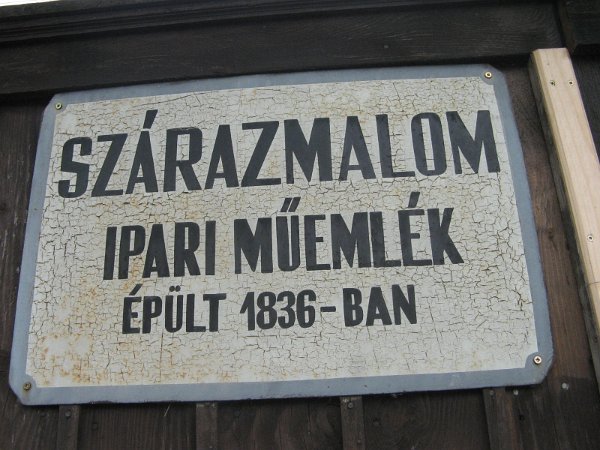 SZÁRAZMALOM
IPARI MŰEMLÉK
ÉPÜLT 1836-BAN